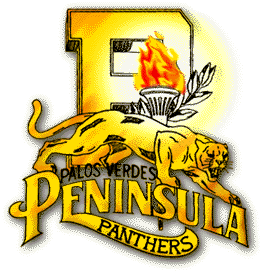 P
PALOS VERDES
PENINSULA
PANTHERS